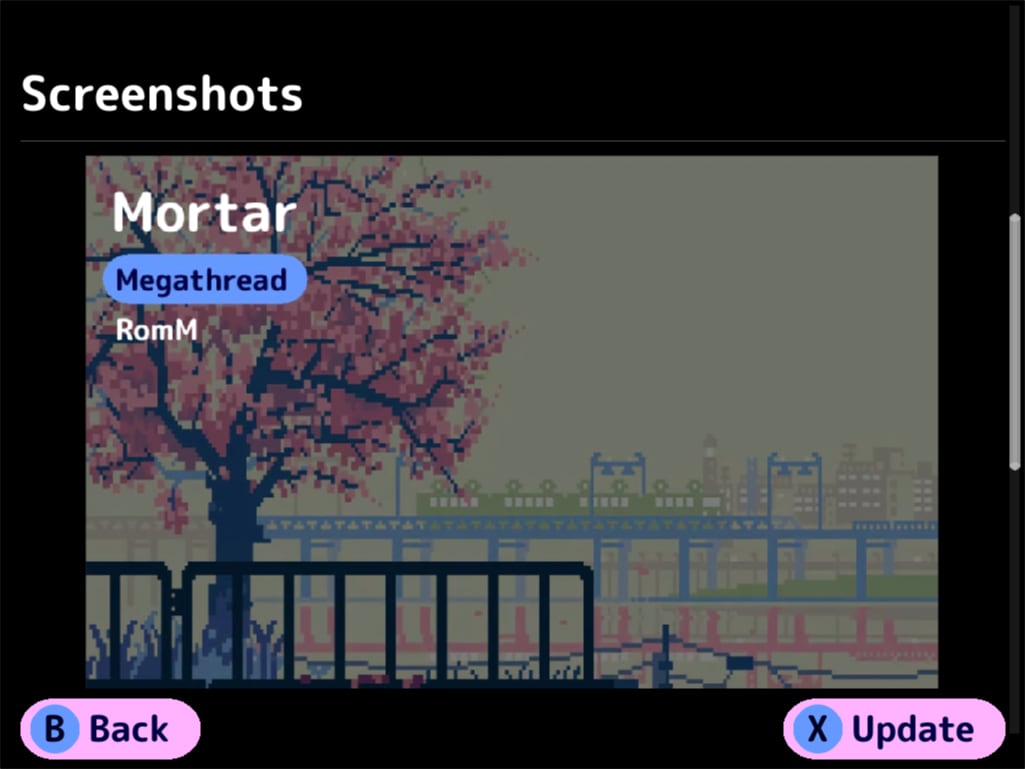 Screenshots
Mortar
Megathread
RomM
B Back
X Update